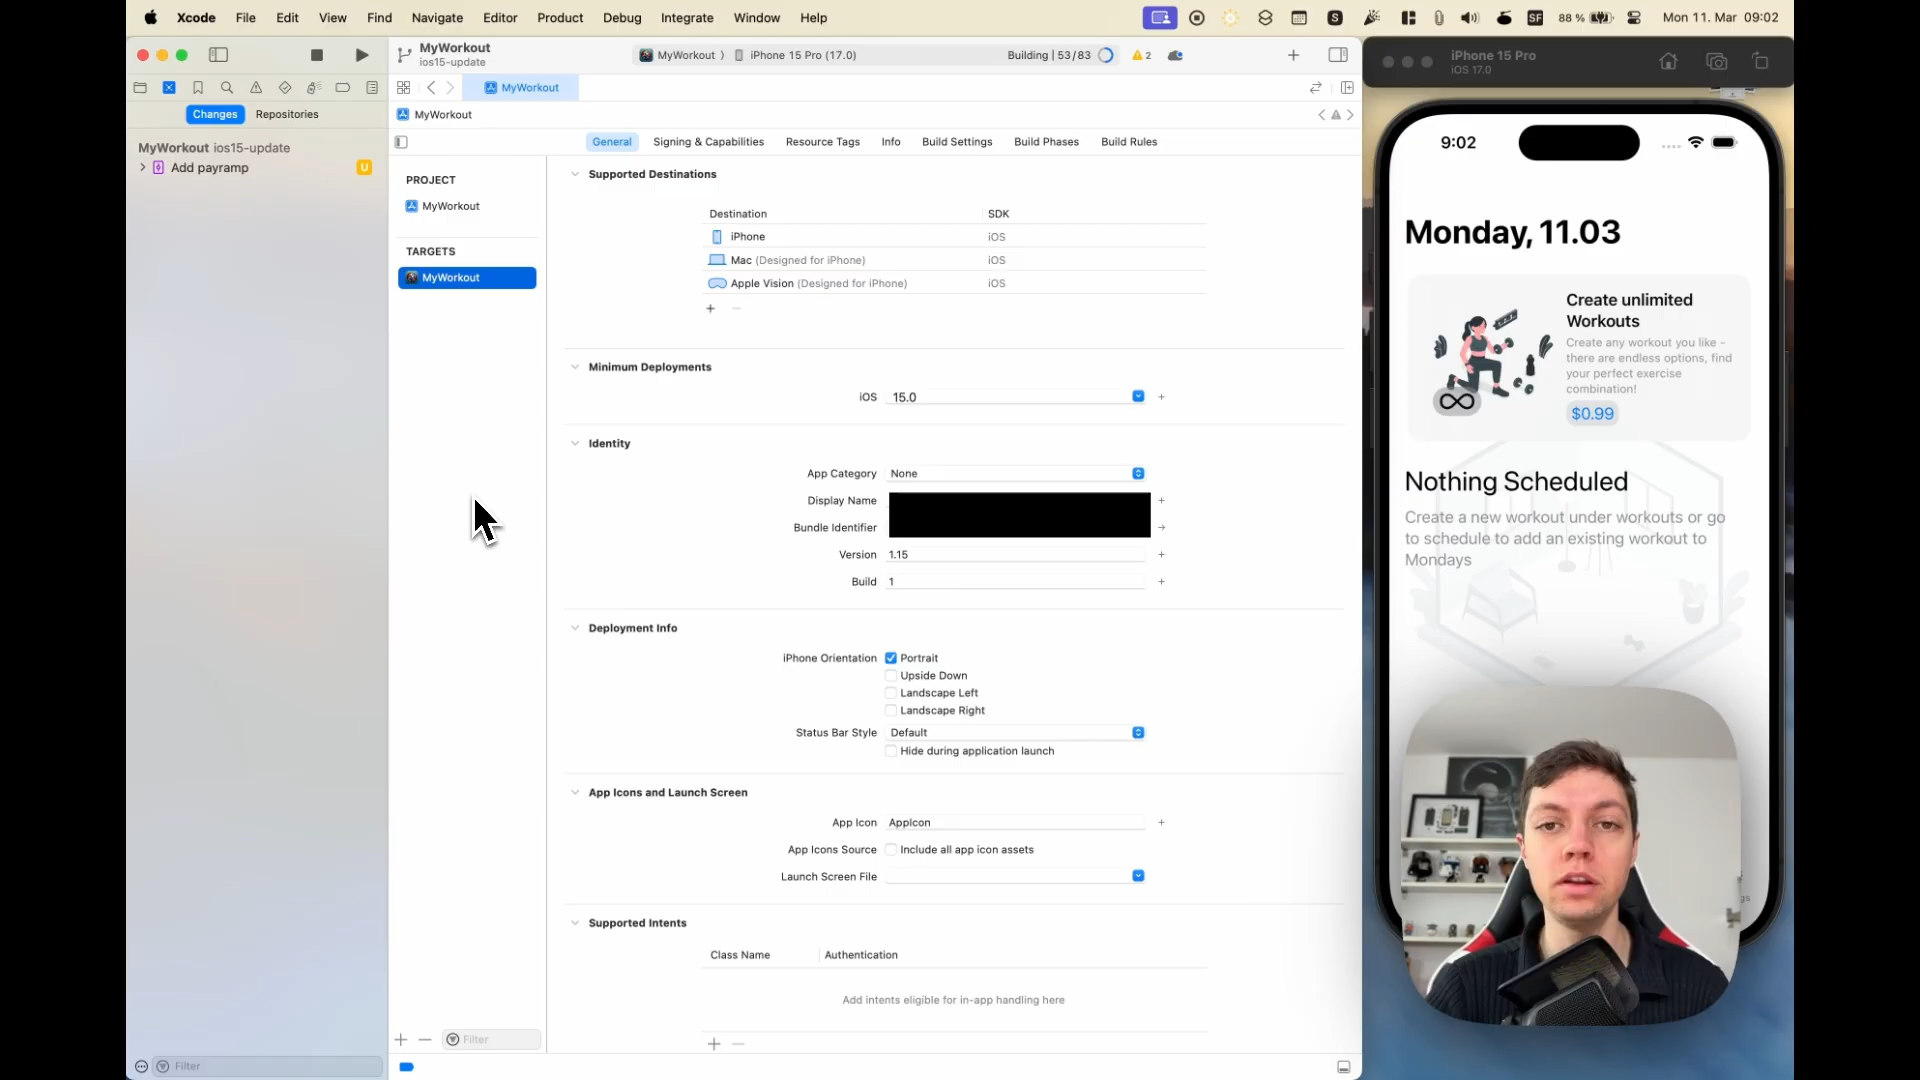 Xcode File Edit View Find Navigate Editor Product Debug Integrate Window Help
S SF 88 % Mon 11. Mar 09:02
MyWorkout
ios15-update
MyWorkout ⟩ iPhone 15 Pro (17.0)
Building | 53/83
2
MyWorkout
Changes Repositories
MyWorkout ios15-update
Add payramp U
Filter
MyWorkout
General Signing & Capabilities Resource Tags Info Build Settings Build Phases Build Rules
PROJECT
MyWorkout
TARGETS
MyWorkout
Filter
Supported Destinations
Destination SDK
iPhone iOS
Mac (Designed for iPhone) iOS
Apple Vision (Designed for iPhone) iOS
Minimum Deployments
iOS 15.0
Identity
App Category None
Display Name
Bundle Identifier
Version 1.15
Build 1
Deployment Info
iPhone Orientation Portrait
Upside Down
Landscape Left
Landscape Right
Status Bar Style Default
Hide during application launch
App Icons and Launch Screen
App Icon AppIcon
App Icons Source Include all app icon assets
Launch Screen File
Supported Intents
Class Name Authentication
Add intents eligible for in-app handling here
iPhone 15 Pro
iOS 17.0
9:02
Monday, 11.03
Create unlimited
Workouts
Create any workout you like -
there are endless options, find
your perfect exercise
combination!
$0.99
Nothing Scheduled
Create a new workout under workouts or go
to schedule to add an existing workout to
Mondays